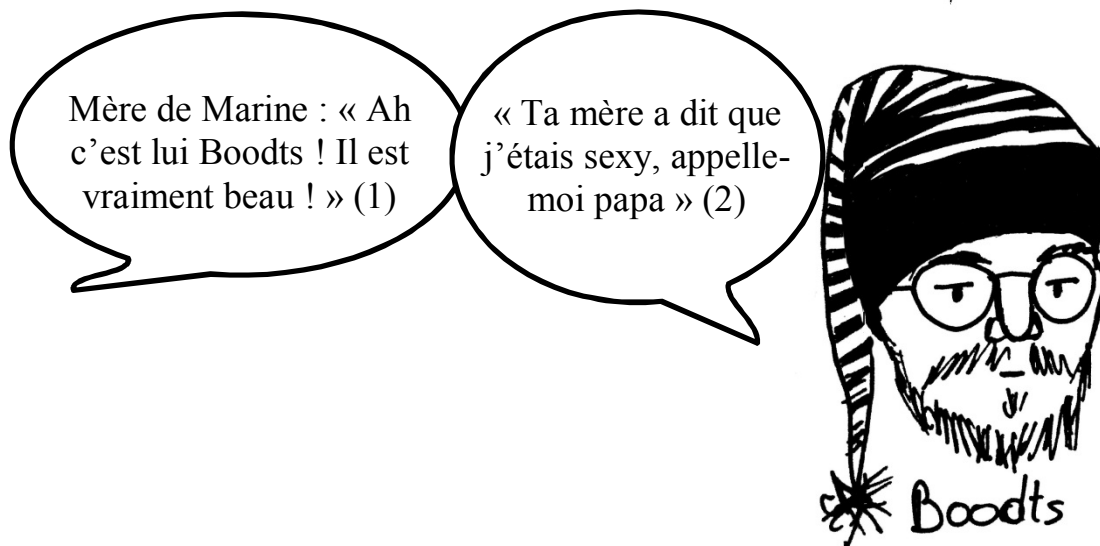 Mère de Marine : « Ah
c’est lui Boodts ! Il est
vraiment beau ! » (1)
« Ta mère a dit que
j’étais sexy, appelle-
moi papa » (2)
Boodts